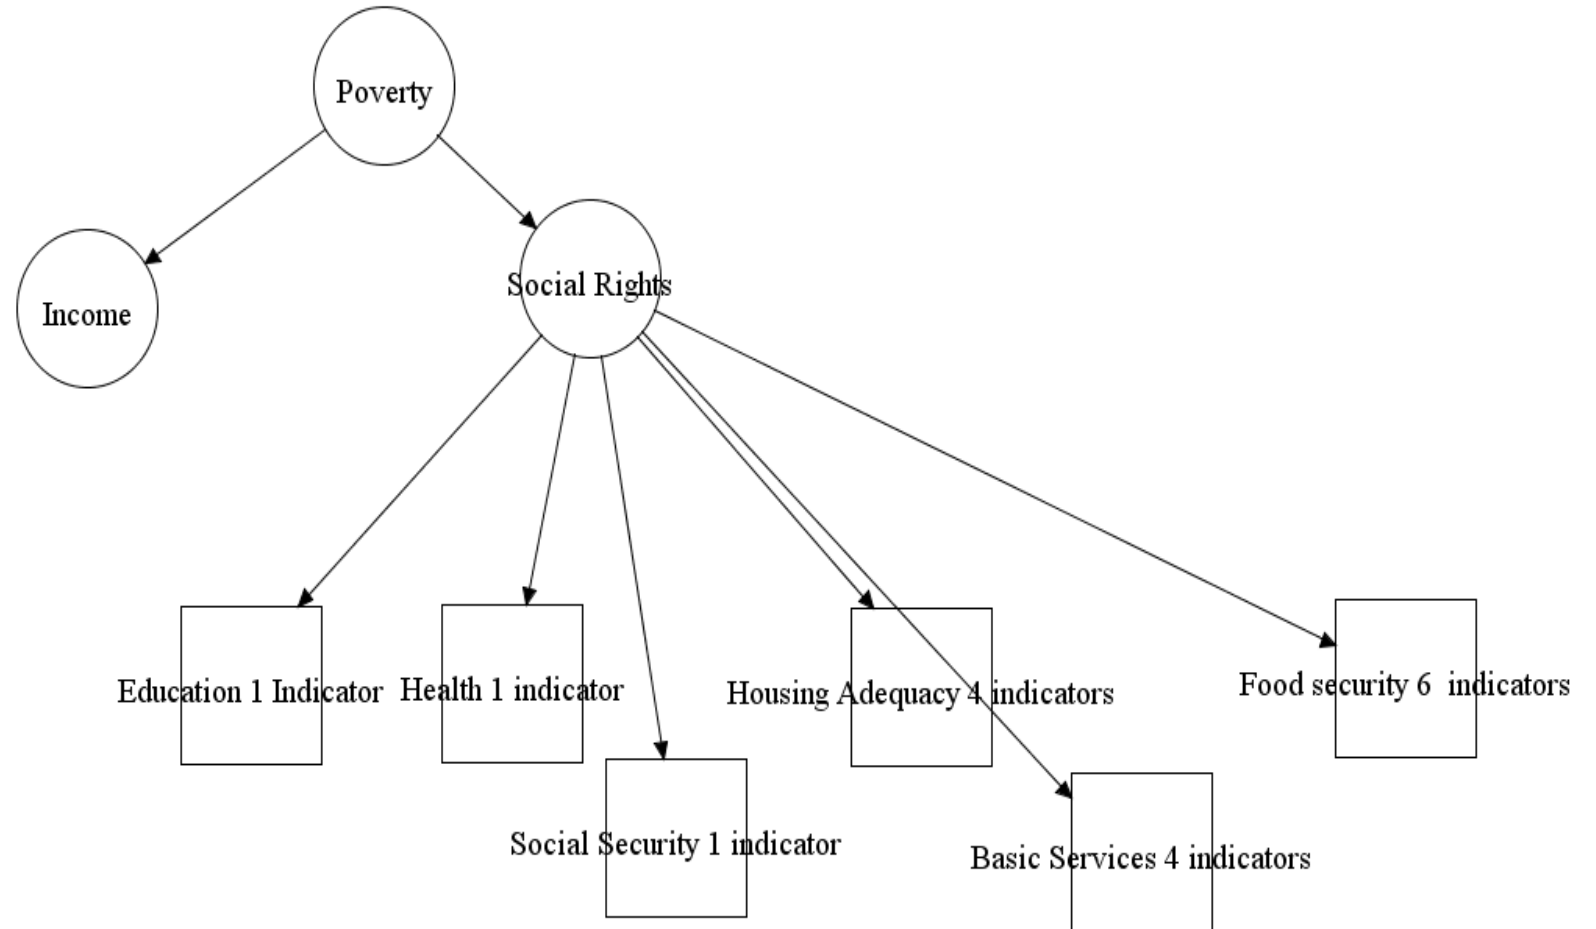 Poverty
Social Rights
Income
Education 1 Indicator
Health 1 indicator
Housing Adequacy 4 indicators
Food security 6  indicators
Social Security 1 indicator
Basic Services 4 indicators